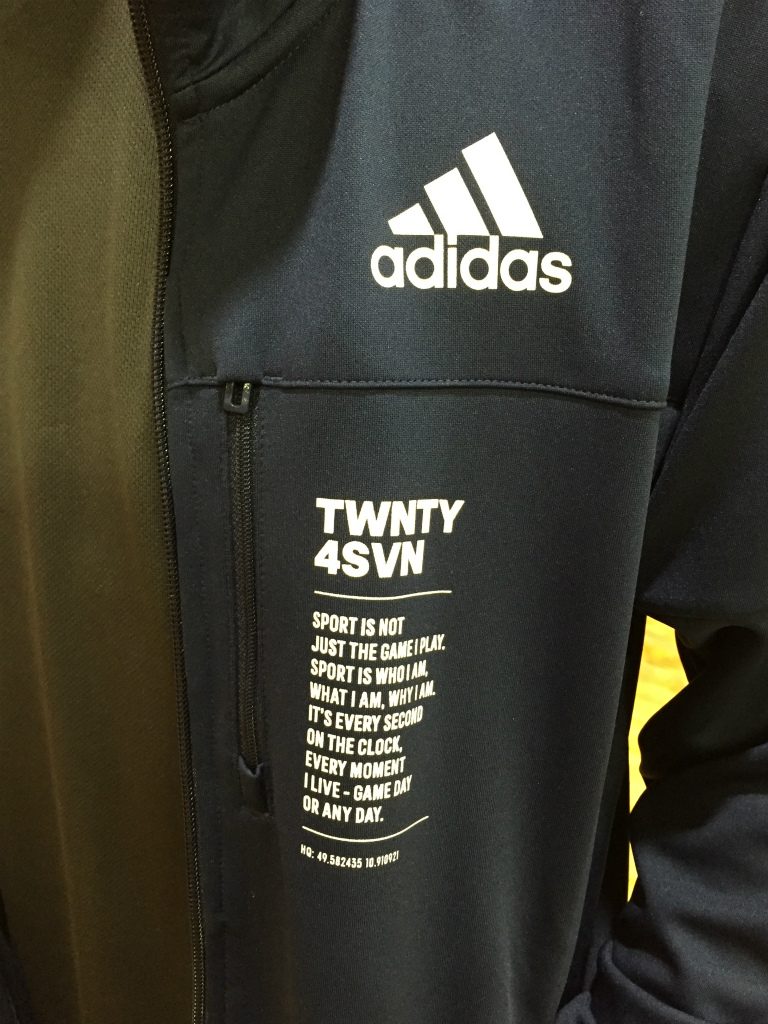 adidas
TWNTY
4SVN
SPORT IS NOT
JUST THE GAME I PLAY.
SPORT IS WHO I AM,
WHAT I AM, WHY I AM.
IT'S EVERY SECOND
ON THE CLOCK,
EVERY MOMENT
I LIVE - GAME DAY
OR ANY DAY.
HQ: 49.582435 10.910921